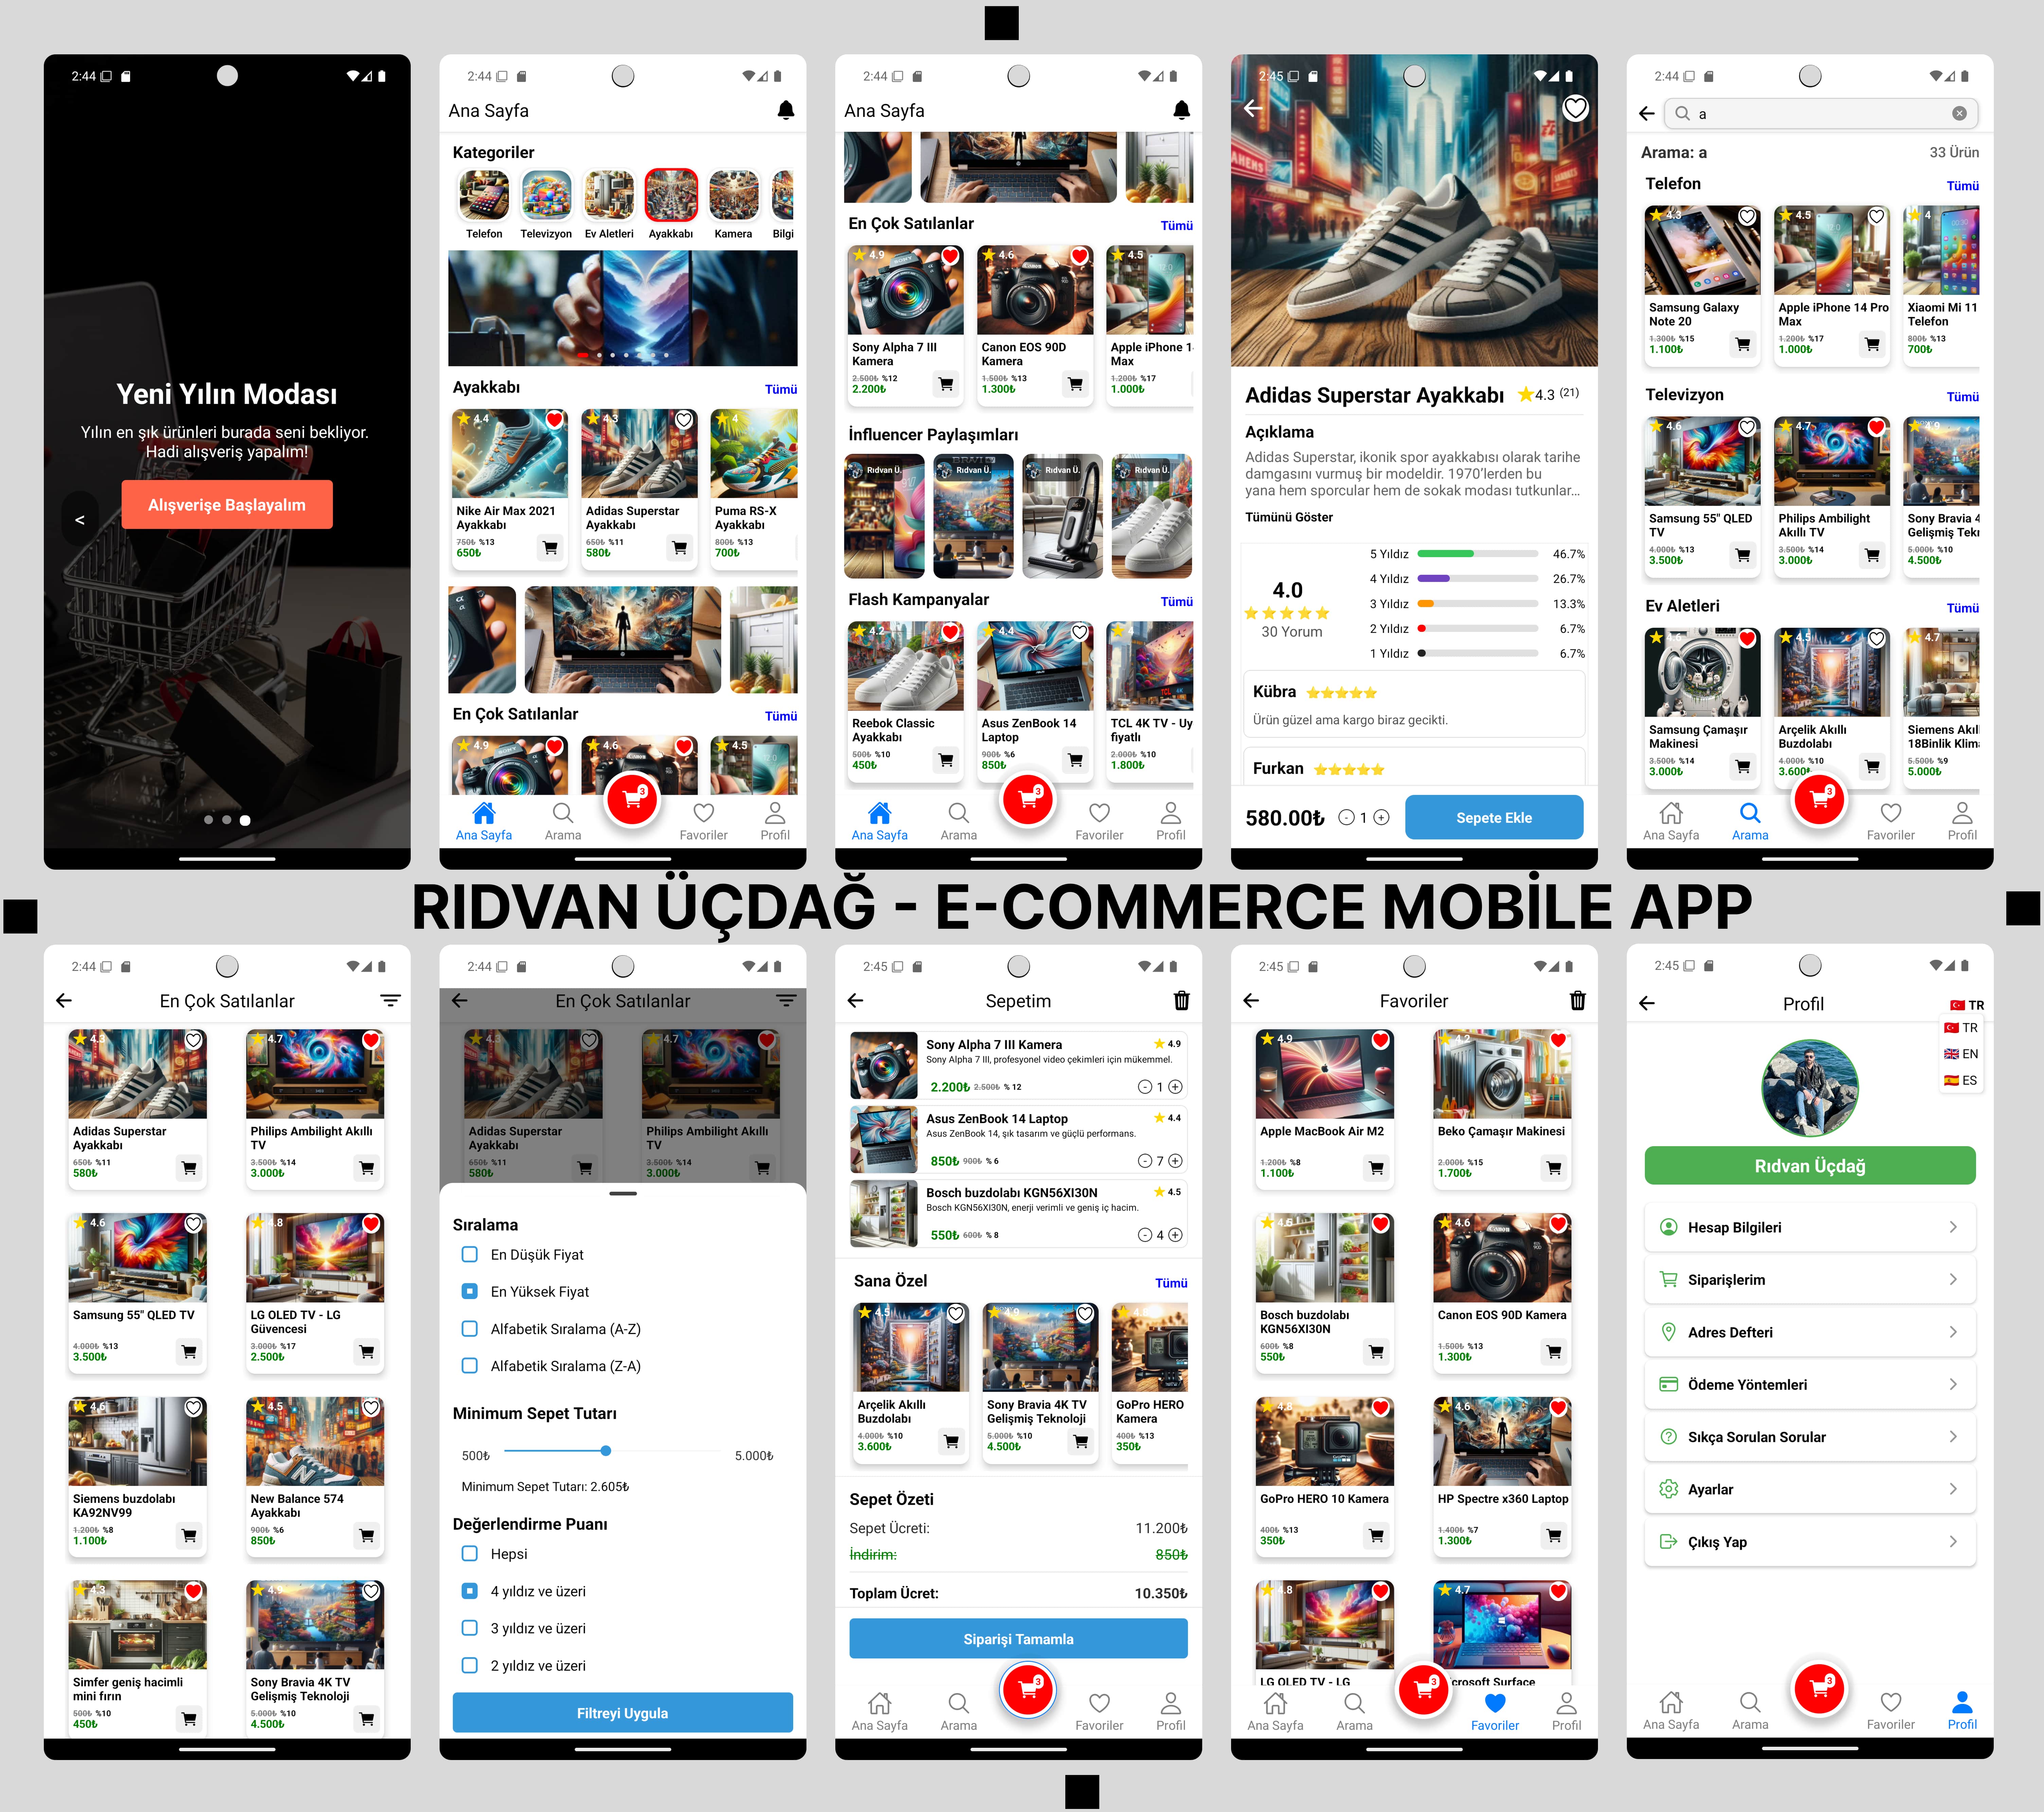 2:44
Yeni Yılın Modası
Yılın en şık ürünleri burada seni bekliyor.
Hadi alışveriş yapalım!
<
Alışverişe Başlayalım
2:44
Ana Sayfa
Kategoriler
Telefon Televizyon Ev Aletleri Ayakkabı Kamera Bilgi
Ayakkabı Tümü
4.4 4.3 4
Nike Air Max 2021 Adidas Superstar Puma RS-X
Ayakkabı Ayakkabı Ayakkabı
750₺ %13 650₺ %11 800₺ %13
650₺ 580₺ 700₺
En Çok Satılanlar Tümü
4.9 4.6 4.5
3
Ana Sayfa Arama Favoriler Profil
2:44
Ana Sayfa
En Çok Satılanlar Tümü
4.9 4.6 4.5
SONY Canon
Sony Alpha 7 III Canon EOS 90D Apple iPhone 1
Kamera Kamera Max
2.500₺ %12 1.500₺ %13 1.200₺ %17
2.200₺ 1.300₺ 1.000₺
İnfluencer Paylaşımları
Rıdvan Ü. Rıdvan Ü. Rıdvan Ü. Rıdvan Ü.
Flash Kampanyalar Tümü
4.2 4.4 4
TCL 4K
Reebok Classic Asus ZenBook 14 TCL 4K TV - Uy
Ayakkabı Laptop fiyatlı
500₺ %10 900₺ %6 2.000₺ %10
450₺ 850₺ 1.800₺
3
Ana Sayfa Arama Favoriler Profil
2:45
Adidas Superstar Ayakkabı 4.3 (21)
Açıklama
Adidas Superstar, ikonik spor ayakkabısı olarak tarihe
damgasını vurmuş bir modeldir. 1970'lerden bu
yana hem sporcular hem de sokak modası tutkunlar...
Tümünü Göster
5 Yıldız 46.7%
4 Yıldız 26.7%
3 Yıldız 13.3%
2 Yıldız 6.7%
1 Yıldız 6.7%
4.0
30 Yorum
Kübra
Ürün güzel ama kargo biraz gecikti.
Furkan
580.00₺ - 1 + Sepete Ekle
2:44
a
Arama: a 33 Ürün
Telefon Tümü
4.3 4.5 4
Samsung Galaxy Apple iPhone 14 Pro Xiaomi Mi 11
Note 20 Max Telefon
1.300₺ %15 1.200₺ %17 800₺ %13
1.100₺ 1.000₺ 700₺
Televizyon Tümü
4.6 4.7 4.9
Samsung 55" QLED Philips Ambilight Sony Bravia 4
TV Akıllı TV Gelişmiş Tek
4.000₺ %13 3.500₺ %14 5.000₺ %10
3.500₺ 3.000₺ 4.500₺
Ev Aletleri Tümü
4.6 4.5 4.7
Samsung Çamaşır Arçelik Akıllı Siemens Akıl
Makinesi Buzdolabı 18Binlik Klim
3.500₺ %14 4.000₺ %10 5.500₺ %9
3.000₺ 3.600₺ 5.000₺
3
Ana Sayfa Arama Favoriler Profil
RIDVAN ÜÇDAĞ - E-COMMERCE MOBİLE APP
2:44
En Çok Satılanlar
4.3 4.7
Adidas Superstar Philips Ambilight Akıllı
Ayakkabı TV
650₺ %11 3.500₺ %14
580₺ 3.000₺
4.6 4.8
Samsung 55" QLED TV LG OLED TV - LG
Güvencesi
4.000₺ %13 3.000₺ %17
3.500₺ 2.500₺
4.6 4.5
Siemens buzdolabı New Balance 574
KA92NV99 Ayakkabı
1.200₺ %8 900₺ %6
1.100₺ 850₺
4.3 4.9
Simfer geniş hacimli Sony Bravia 4K TV
mini fırın Gelişmiş Teknoloji
500₺ %10 5.000₺ %10
450₺ 4.500₺
2:44
En Çok Satılanlar
4.3 4.7
Adidas Superstar Philips Ambilight Akıllı
Ayakkabı TV
650₺ %11 3.500₺ %14
580₺ 3.000₺
Sıralama
En Düşük Fiyat
En Yüksek Fiyat
Alfabetik Sıralama (A-Z)
Alfabetik Sıralama (Z-A)
Minimum Sepet Tutarı
500₺ 5.000₺
Minimum Sepet Tutarı: 2.605₺
Değerlendirme Puanı
Hepsi
4 yıldız ve üzeri
3 yıldız ve üzeri
2 yıldız ve üzeri
Filtreyi Uygula
2:45
Sepetim
Sony Alpha 7 III Kamera 4.9
Sony Alpha 7 III, profesyonel video çekimleri için mükemmel.
2.200₺ 2.500₺ % 12 - 1 +
Asus ZenBook 14 Laptop 4.4
Asus ZenBook 14, şık tasarım ve güçlü performans.
850₺ 900₺ % 6 - 7 +
Bosch buzdolabı KGN56XI30N 4.5
Bosch KGN56XI30N, enerji verimli ve geniş iç hacim.
550₺ 600₺ % 8 - 4 +
Sana Özel Tümü
4.5 4.9
Arçelik Akıllı Sony Bravia 4K TV GoPro HERO
Buzdolabı Gelişmiş Teknoloji Kamera
4.000₺ %10 5.000₺ %10 400₺ %13
3.600₺ 4.500₺ 350₺
Sepet Özeti
Sepet Ücreti: 11.200₺
İndirim: 850₺
Toplam Ücret: 10.350₺
Siparişi Tamamla
3
Ana Sayfa Arama Favoriler Profil
2:45
Favoriler
4.9 4.2
Apple MacBook Air M2 Beko Çamaşır Makinesi
1.200₺ %8 2.000₺ %15
1.100₺ 1.700₺
4.5 4.6
Canon
Bosch buzdolabı Canon EOS 90D Kamera
KGN56XI30N
600₺ %8 1.500₺ %13
550₺ 1.300₺
4.8 4.6
GoPro HERO 10 Kamera HP Spectre x360 Laptop
400₺ %13 1.400₺ %7
350₺ 1.300₺
4.8 4.7
LG OLED TV - LG crosoft Surface
3
Ana Sayfa Arama Favoriler Profil
2:45
Profil TR
TR
EN
ES
Rıdvan Üçdağ
Hesap Bilgileri
Siparişlerim
Adres Defteri
Ödeme Yöntemleri
Sıkça Sorulan Sorular
Ayarlar
Çıkış Yap
3
Ana Sayfa Arama Favoriler Profil